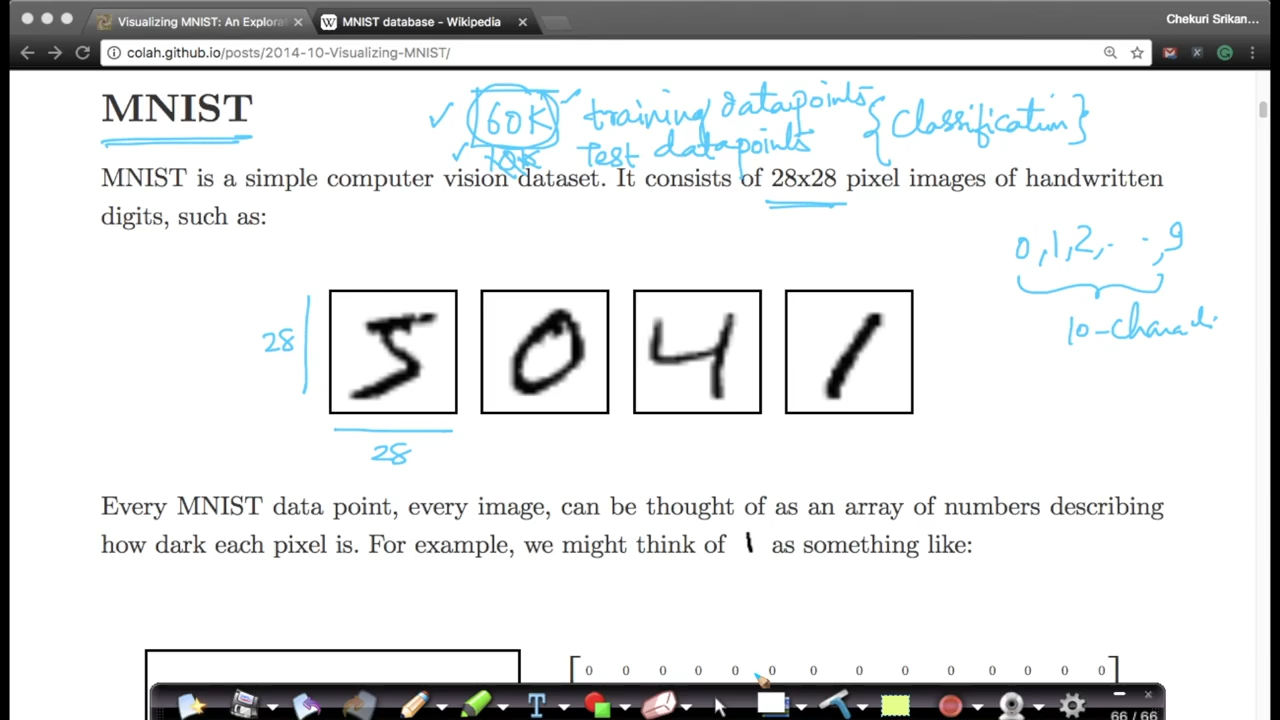 Visualizing MNIST: An Explora
MNIST database - Wikipedia
Chekuri Srikan...
colah.github.io/posts/2014-10-Visualizing-MNIST/
MNIST
✓ 60K training datapoints { Classification }
✓ 10K Test datapoints
MNIST is a simple computer vision dataset. It consists of 28x28 pixel images of handwritten
digits, such as:
0,1,2,. . ,9
10-
28
5 0 4 1
28
Every MNIST data point, every image, can be thought of as an array of numbers describing
how dark each pixel is. For example, we might think of 1 as something like:
[ 0 0 0 0 0 0 0 0 0 0 0 0 0 0 ]
T
66 / 66